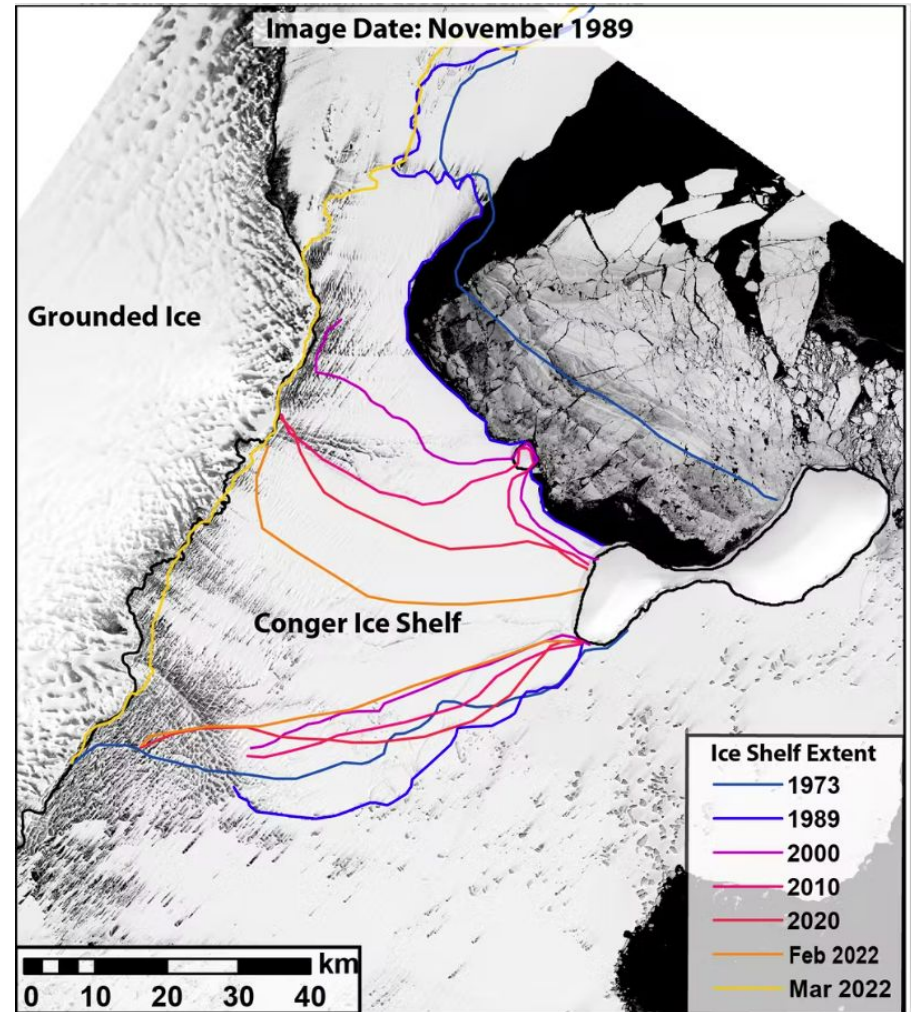 Image Date: November 1989
Grounded Ice
Conger Ice Shelf
Ice Shelf Extent
1973
1989
2000
2010
2020
Feb 2022
Mar 2022
km
0 10 20 30 40